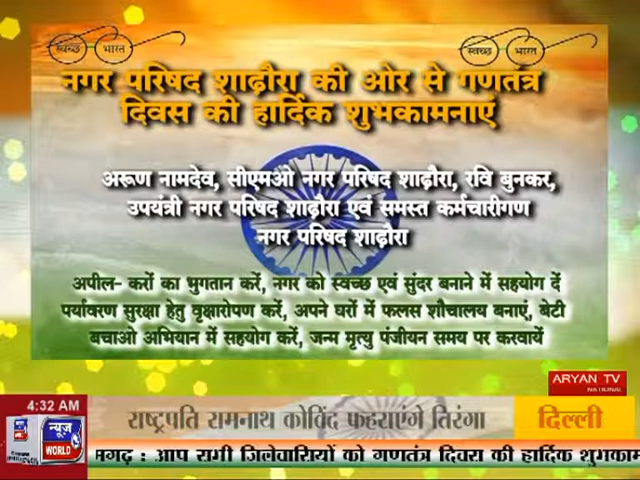 स्वच्छ भारत
स्वच्छ भारत
नगर परिषद शाढ़ौरा की ओर से गणतंत्र
दिवस की हार्दिक शुभकामनाएं
अरूण नामदेव, सीएमओ नगर परिषद शाढ़ौरा, रवि बुनकर,
उपयंत्री नगर परिषद शाढ़ौरा एवं समस्त कर्मचारीगण
नगर परिषद शाढ़ौरा
अपील- करों का भुगतान करें, नगर को स्वच्छ एवं सुंदर बनाने में सहयोग दें
पर्यावरण सुरक्षा हेतु वृक्षारोपण करें, अपने घरों में फलस शौचालय बनाएं, बेटी
बचाओ अभियान में सहयोग करें, जन्म मृत्यु पंजीयन समय पर करवायें
ARYAN TV
NATIONAL
4:32 AM
राष्ट्रपति रामनाथ कोविंद फहराएंगे तिरंगा
दिल्ली
न्यूज़
WORLD
मगढ़ : आप सभी जिलेवासियों को गणतंत्र दिवस की हार्दिक शुभकाम